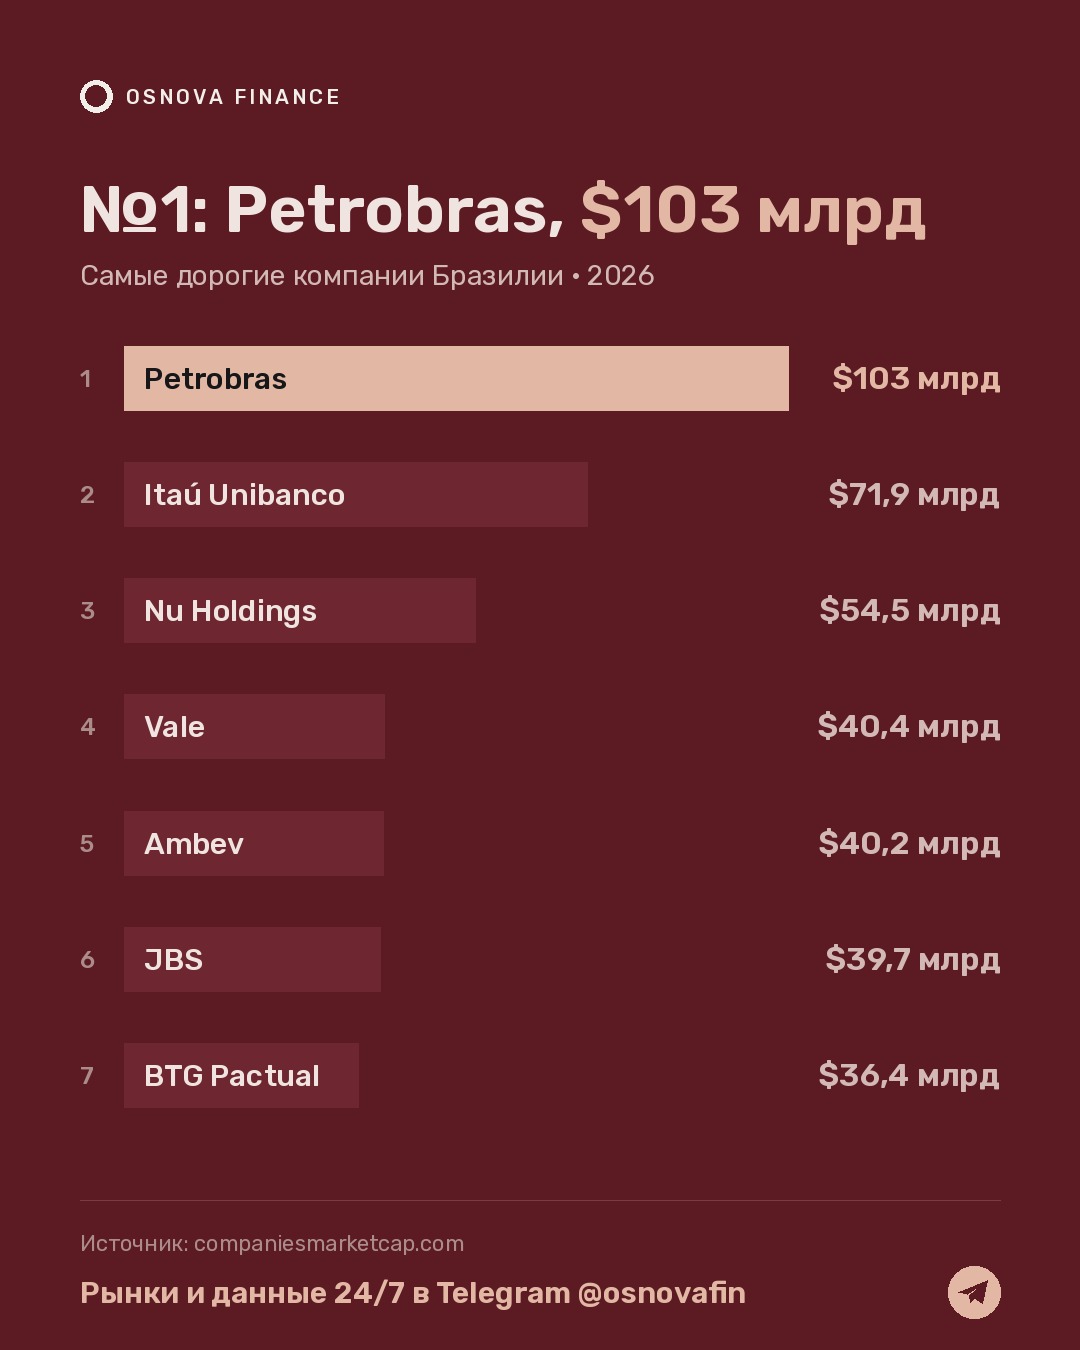 OSNOVA FINANCE
№1: Petrobras, $103 млрд
Самые дорогие компании Бразилии • 2026
1 Petrobras $103 млрд
2 Itaú Unibanco $71,9 млрд
3 Nu Holdings $54,5 млрд
4 Vale $40,4 млрд
5 Ambev $40,2 млрд
6 JBS $39,7 млрд
7 BTG Pactual $36,4 млрд
Источник: companiesmarketcap.com
Рынки и данные 24/7 в Telegram @osnovafin